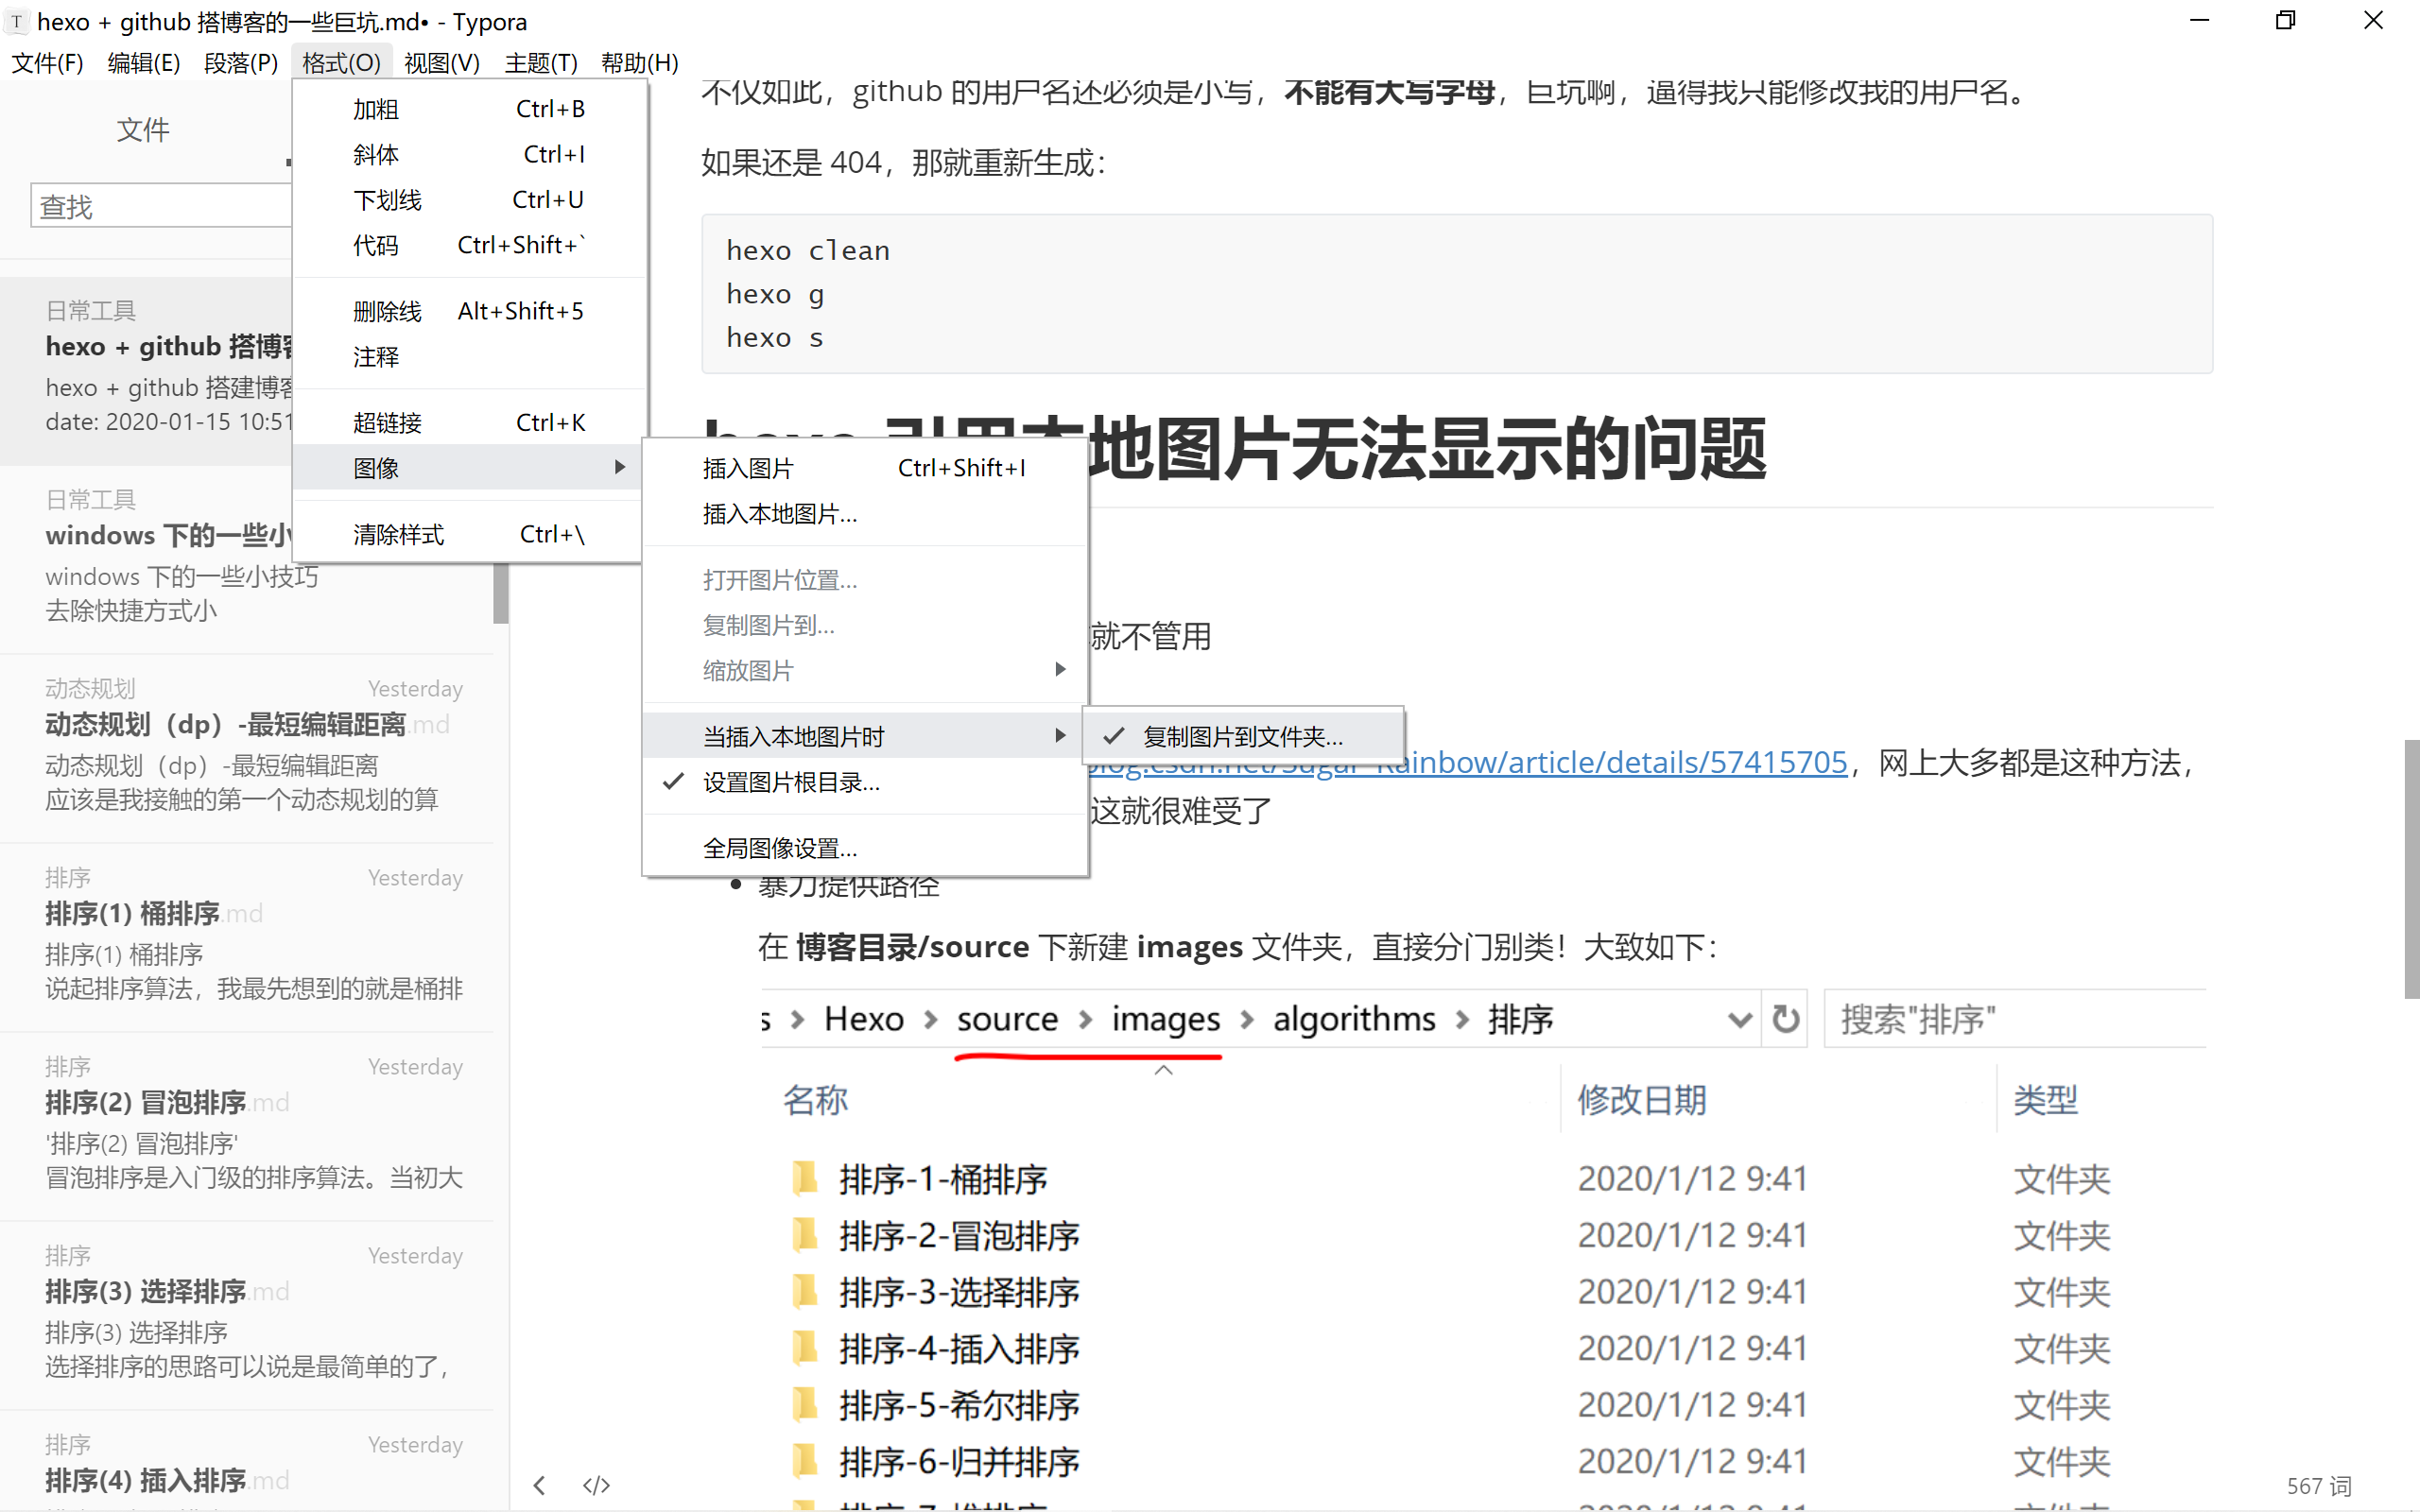 hexo + github 搭博客的一些巨坑.md• - Typora
文件(F) 编辑(E) 段落(P) 格式(O) 视图(V) 主题(T) 帮助(H)
文件
查找
日常工具
hexo + github 搭博客
hexo + github 搭建博客
date: 2020-01-15 10:51
日常工具
windows 下的一些小
windows 下的一些小技巧
去除快捷方式小
动态规划 Yesterday
动态规划（dp）-最短编辑距离.md
动态规划（dp）-最短编辑距离
应该是我接触的第一个动态规划的算
排序 Yesterday
排序(1) 桶排序.md
排序(1) 桶排序
说起排序算法，我最先想到的就是桶排
排序 Yesterday
排序(2) 冒泡排序.md
'排序(2) 冒泡排序'
冒泡排序是入门级的排序算法。当初大
排序 Yesterday
排序(3) 选择排序.md
排序(3) 选择排序
选择排序的思路可以说是最简单的了，
排序 Yesterday
排序(4) 插入排序.md
加粗 Ctrl+B
斜体 Ctrl+I
下划线 Ctrl+U
代码 Ctrl+Shift+`
删除线 Alt+Shift+5
注释
超链接 Ctrl+K
图像
清除样式 Ctrl+\
插入图片 Ctrl+Shift+I
插入本地图片...
打开图片位置...
复制图片到...
缩放图片
当插入本地图片时
设置图片根目录...
全局图像设置...
复制图片到文件夹...
不仅如此，github 的用户名还必须是小写，不能有大写字母，巨坑啊，逼得我只能修改我的用户名。
如果还是 404，那就重新生成：
hexo clean
hexo g
hexo s
hexo 引用本地图片无法显示的问题
就不管用
blog.csdn.net/Sugar_Rainbow/article/details/57415705，网上大多都是这种方法，
这就很难受了
• 暴力提供路径
在 博客目录/source 下新建 images 文件夹，直接分门别类！大致如下：
s › Hexo › source › images › algorithms › 排序 搜索"排序"
名称 修改日期 类型
排序-1-桶排序 2020/1/12 9:41 文件夹
排序-2-冒泡排序 2020/1/12 9:41 文件夹
排序-3-选择排序 2020/1/12 9:41 文件夹
排序-4-插入排序 2020/1/12 9:41 文件夹
排序-5-希尔排序 2020/1/12 9:41 文件夹
排序-6-归并排序 2020/1/12 9:41 文件夹
</> 567 词